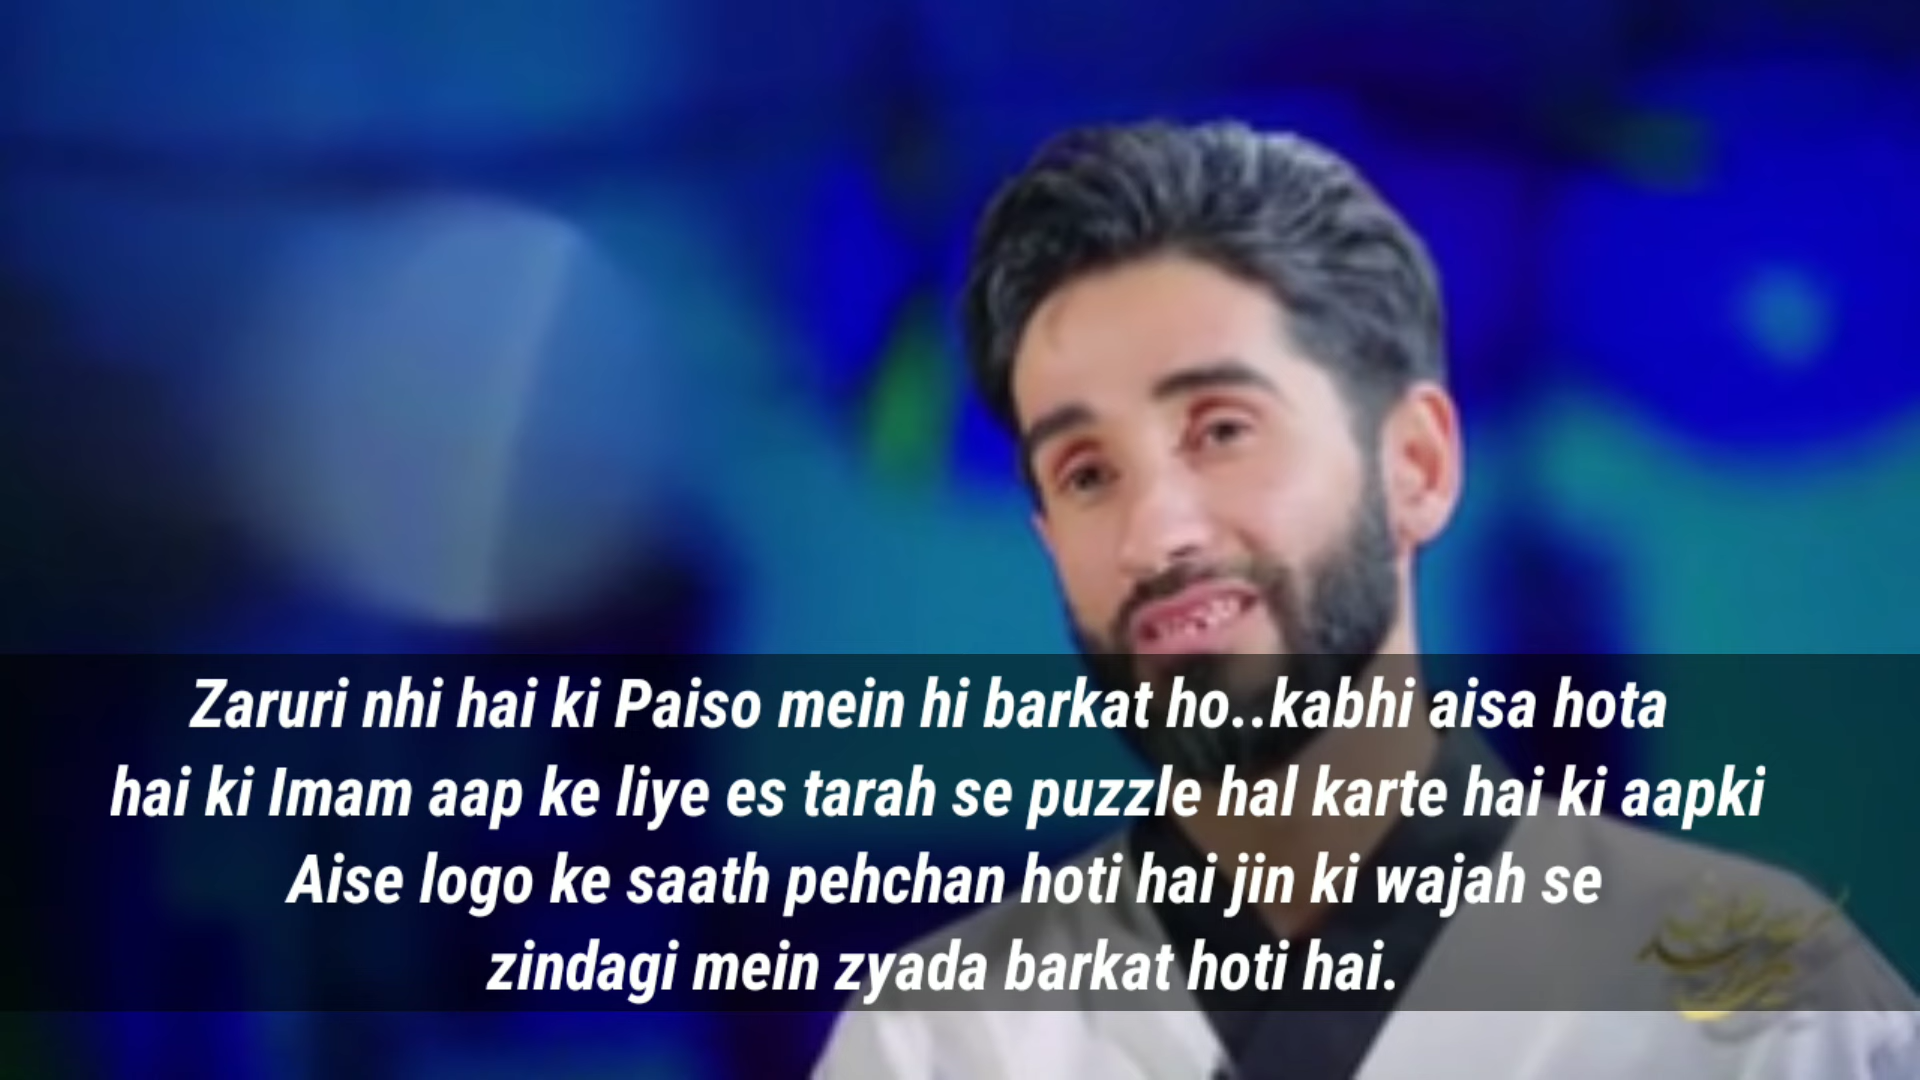 Zaruri nhi hai ki Paiso mein hi barkat ho..kabhi aisa hota
hai ki Imam aap ke liye es tarah se puzzle hal karte hai ki aapki
Aise logo ke saath pehchan hoti hai jin ki wajah se
zindagi mein zyada barkat hoti hai.